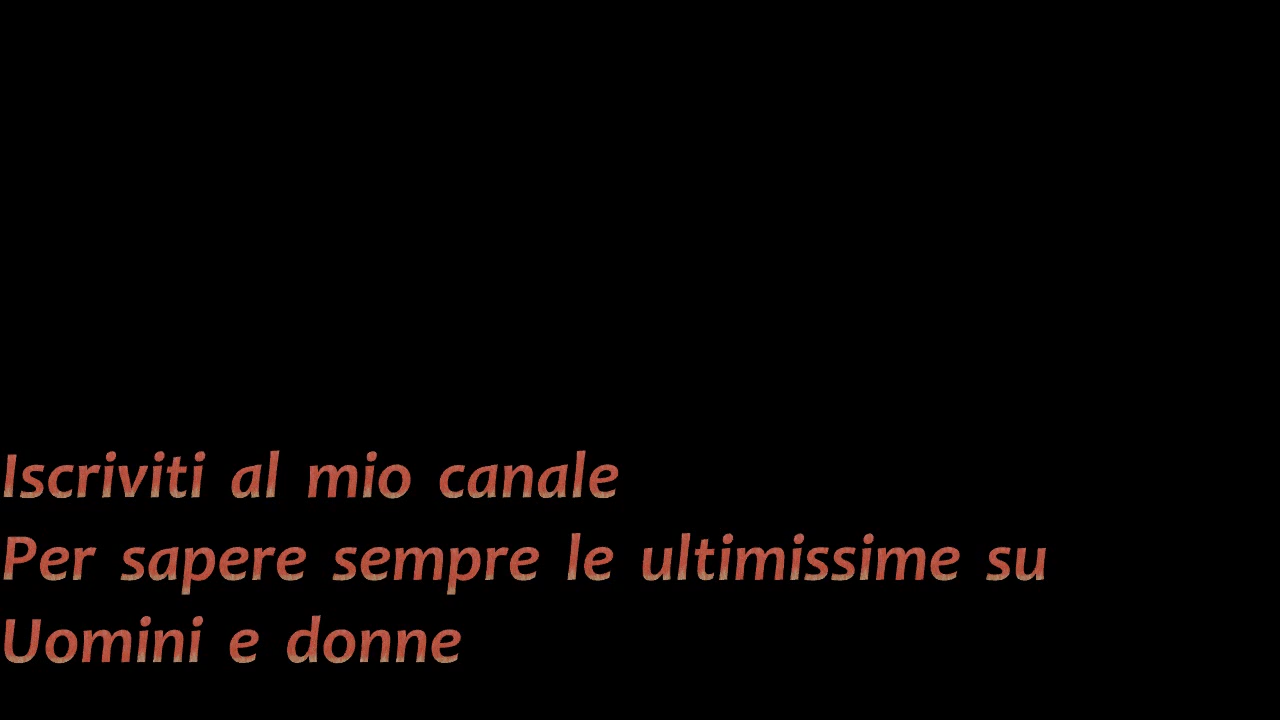 Iscriviti al mio canale
Per sapere sempre le ultimissime su
Uomini e donne